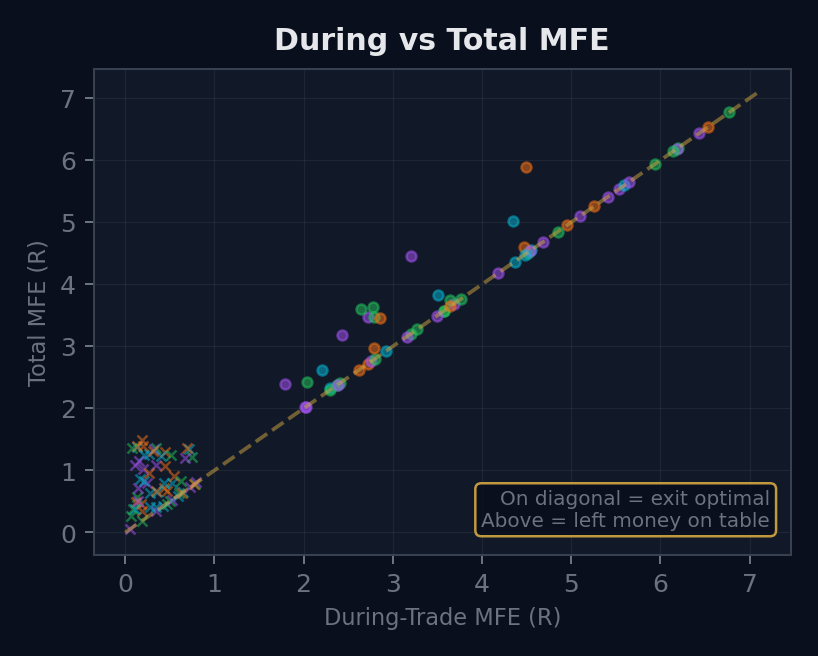 During vs Total MFE
Total MFE (R)
7
6
5
4
3
2
1
0
On diagonal = exit optimal
Above = left money on table
0 1 2 3 4 5 6 7
During-Trade MFE (R)